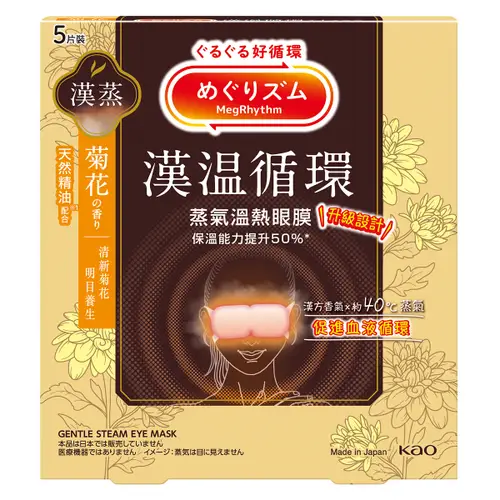 5片裝
漢蒸
菊花の香り
天然精油配合
清新菊花
明目養生
ぐるぐる好循環
めぐりズム
MegRhythm
漢温循環
蒸氣溫熱眼膜
升級設計
保溫能力提升50%*
漢方香氣×約40℃蒸氣
促進血液循環
GENTLE STEAM EYE MASK
本品は日本では販売していません
医療機器ではありません イメージ:蒸気は目に見えません
Made in Japan
Kao